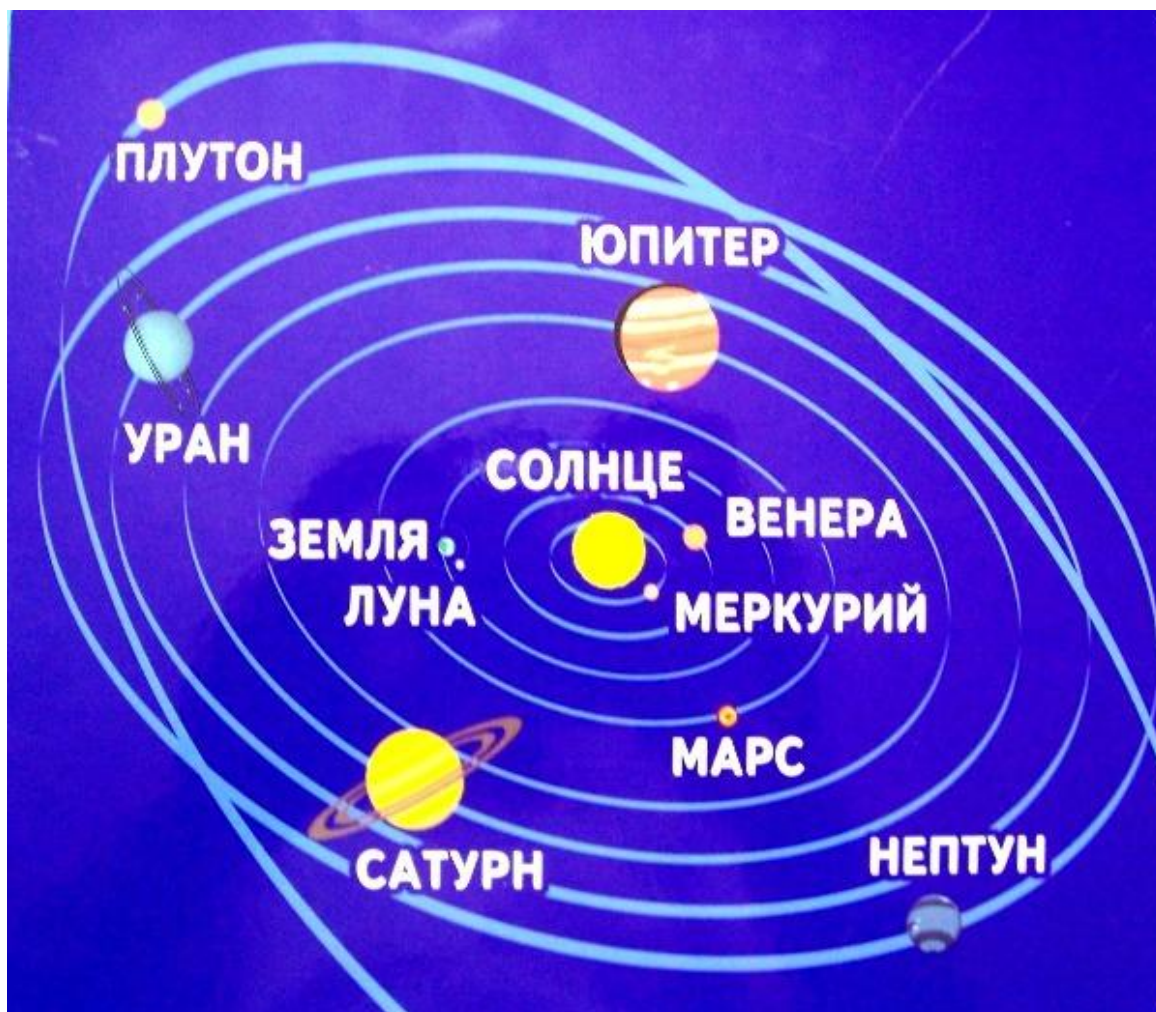 ПЛУТОН
ЮПИТЕР
УРАН
СОЛНЦЕ
ВЕНЕРА
ЗЕМЛЯ
ЛУНА
МЕРКУРИЙ
МАРС
САТУРН
НЕПТУН